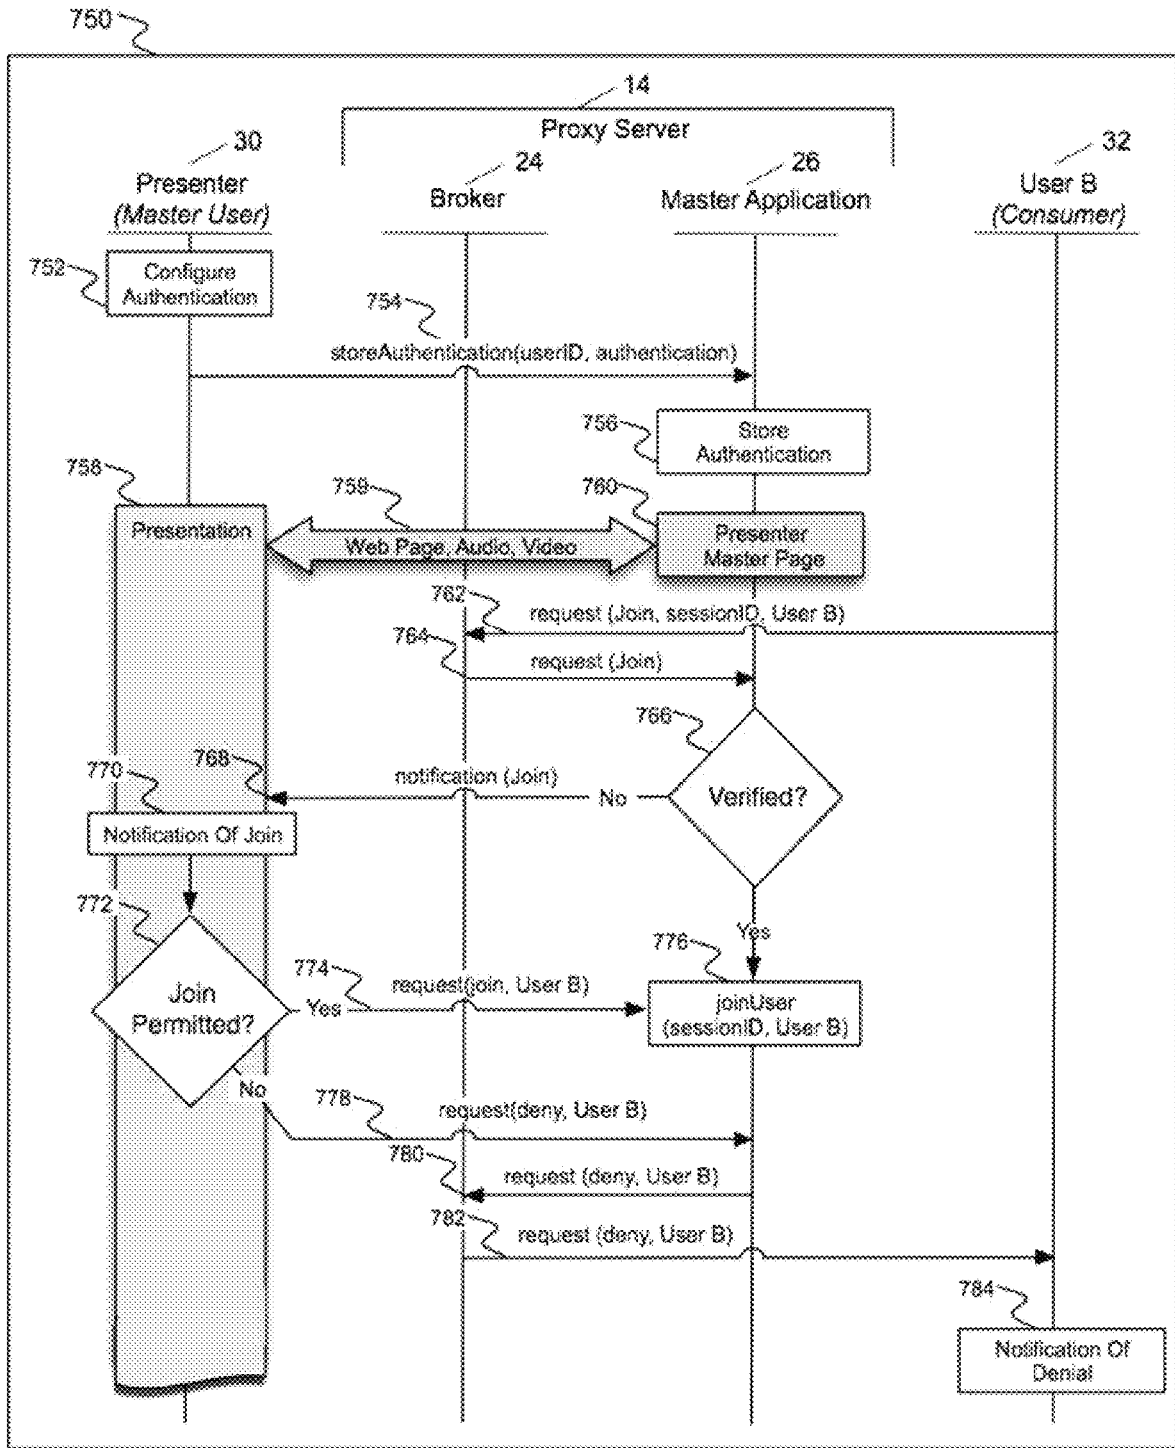 750
14
Proxy Server
30
24
26
32
Presenter
(Master User)
Broker
Master Application
User B
(Consumer)
752
Configure
Authentication
754
storeAuthentication(userID, authentication)
756
Store
Authentication
758
759
760
Presentation
Web Page, Audio, Video
Presenter
Master Page
762
request (Join, sessionID, User B)
764
request (Join)
766
768
770
notification (Join)
No
Verified?
Notification Of Join
772
Yes
776
774
request(join, User B)
Join
Permitted?
Yes
joinUser
(sessionID, User B)
No
778
request(deny, User B)
780
request (deny, User B)
782
request (deny, User B)
784
Notification Of
Denial